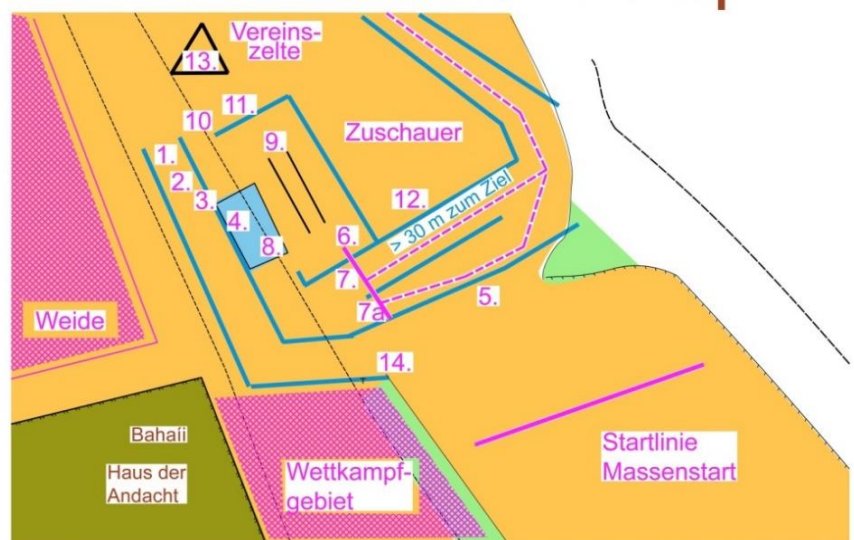 Vereins-
zelte
13.
10
11.
1.
9.
Zuschauer
2.
3.
4.
12.
> 30 m zum Ziel
8.
6.
7.
7a
5.
Weide
14.
Bahaíi
Haus der
Andacht
Wettkampf-
gebiet
Startlinie
Massenstart